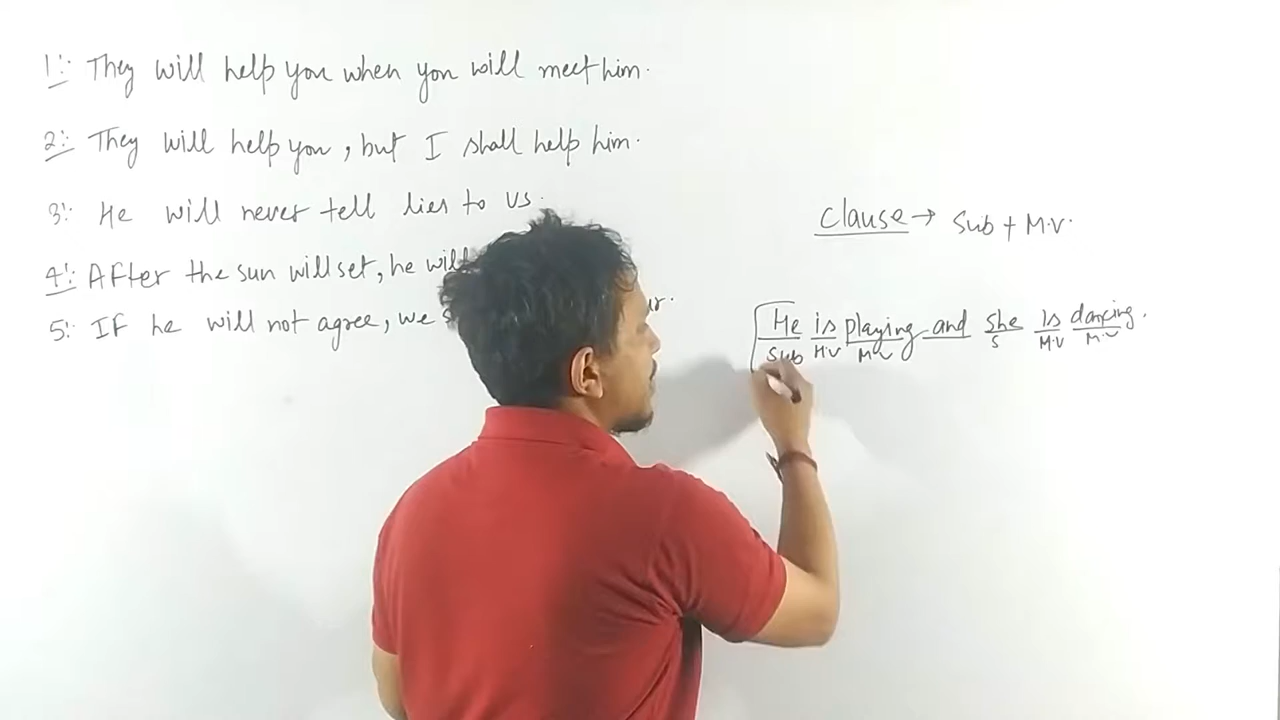 1:- They will help you when you will meet him.
2:- They will help you, but I shall help him.
3:- He will never tell lies to us.
4:- After the sun will set, he will
5:- If he will not agree, we
Clause → Sub + M.V.
He is playing and she is dancing.
Sub H.V M.V S H.V M.V